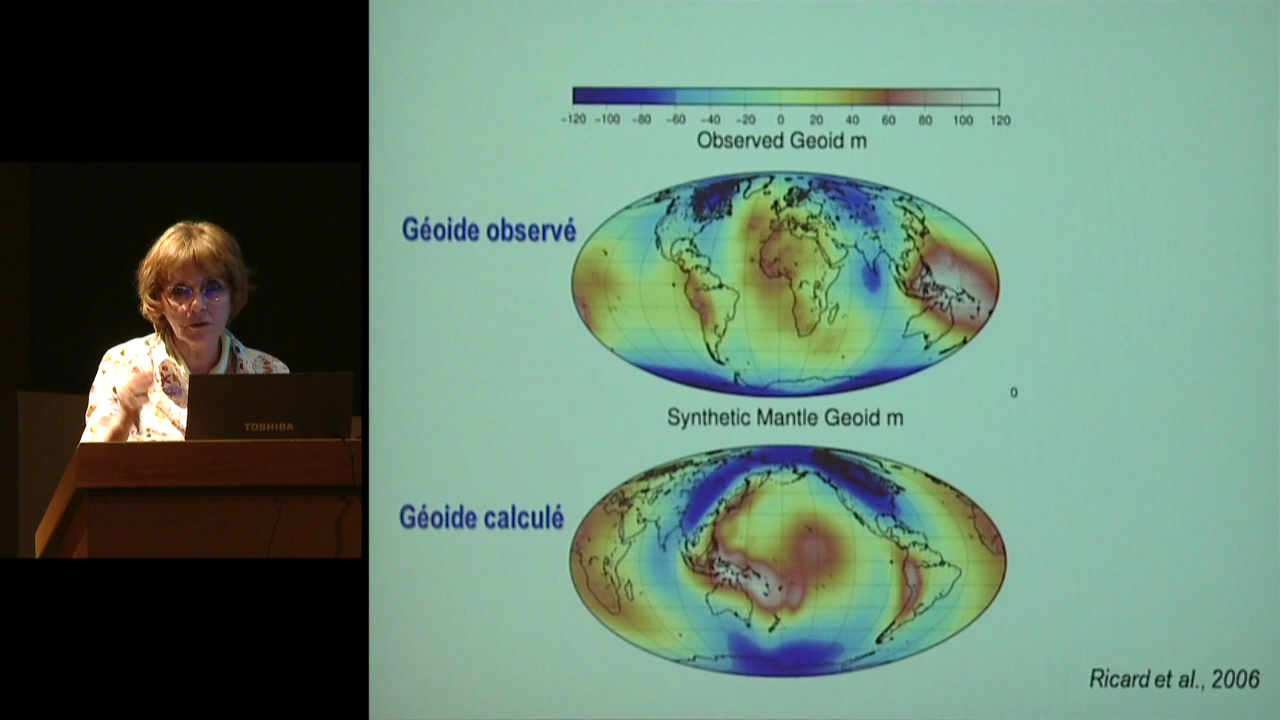 -120 -100 -80 -60 -40 -20 0 20 40 60 80 100 120
Observed Geoid m
Géoide observé
0
Synthetic Mantle Geoid m
Géoide calculé
Ricard et al., 2006
TOSHIBA